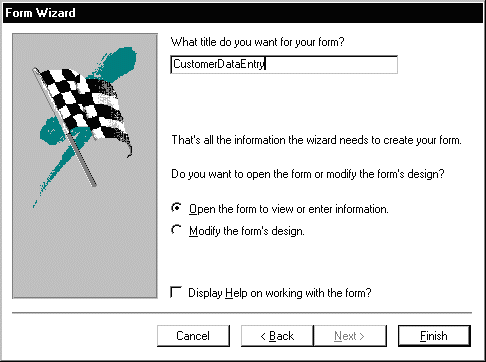 Form Wizard
What title do you want for your form?
CustomerDataEntry
That's all the information the wizard needs to create your form.
Do you want to open the form or modify the form's design?
Open the form to view or enter information.
Modify the form's design.
Display Help on working with the form?
Cancel
< Back
Next >
Finish